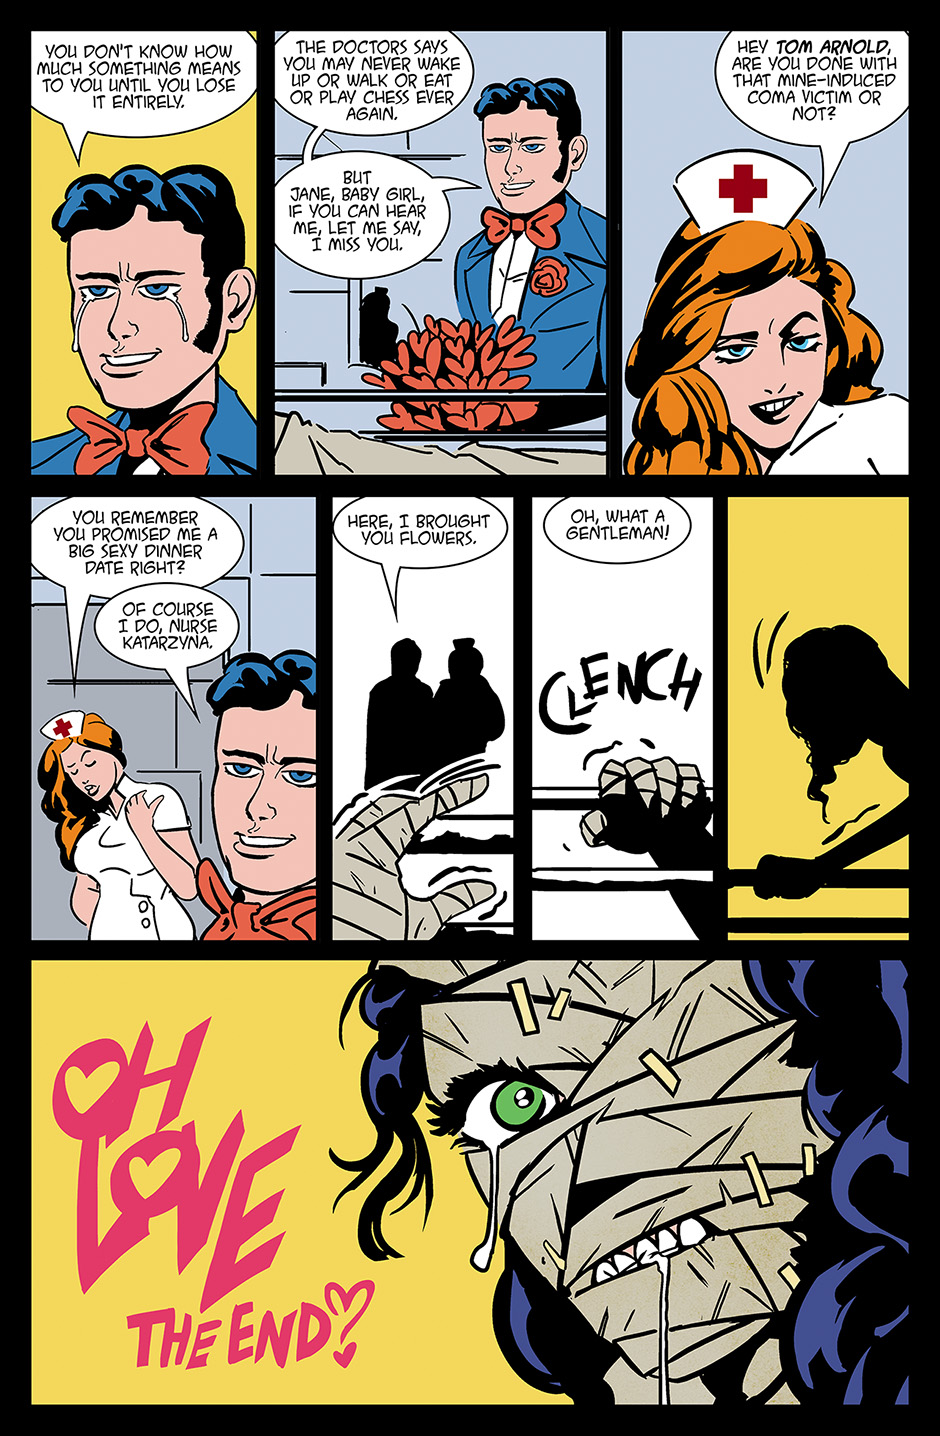 YOU DON'T KNOW HOW
MUCH SOMETHING MEANS
TO YOU UNTIL YOU LOSE
IT ENTIRELY.
THE DOCTORS SAYS
YOU MAY NEVER WAKE
UP OR WALK OR EAT
OR PLAY CHESS EVER
AGAIN.
BUT
JANE, BABY GIRL,
IF YOU CAN HEAR
ME, LET ME SAY,
I MISS YOU.
HEY TOM ARNOLD,
ARE YOU DONE WITH
THAT MINE-INDUCED
COMA VICTIM OR
NOT?
YOU REMEMBER
YOU PROMISED ME A
BIG SEXY DINNER
DATE RIGHT?
OF COURSE
I DO, NURSE
KATARZYNA.
HERE, I BROUGHT
YOU FLOWERS.
OH, WHAT A
GENTLEMAN!
CLENCH
OH
LOVE
THE END?